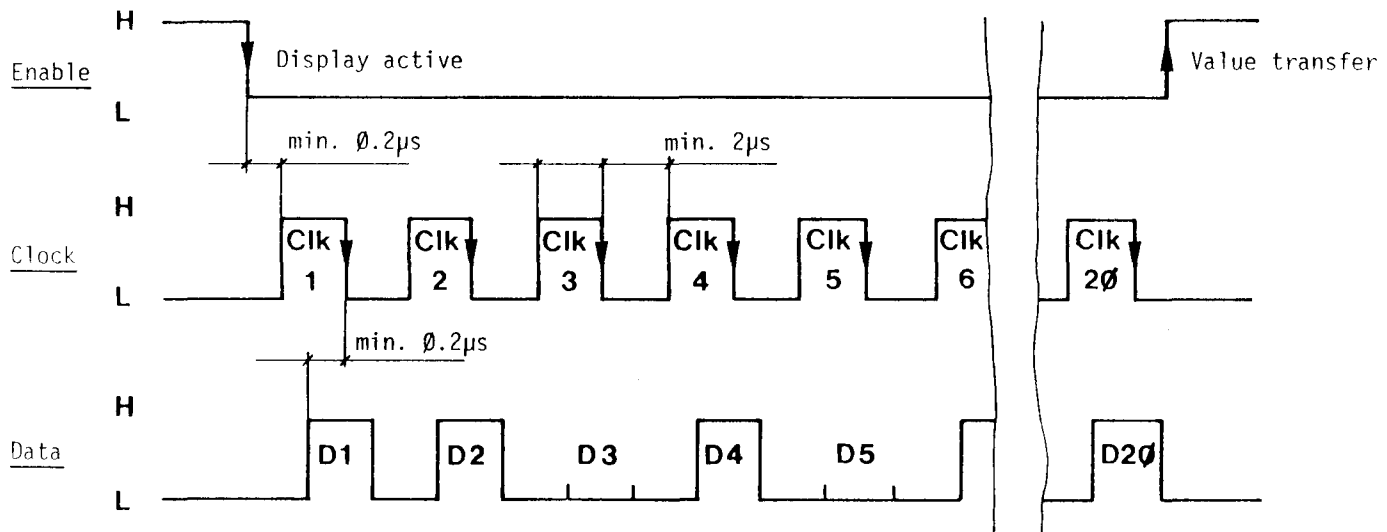 H
Enable
Display active
Value transfer
L
min. Ø.2µs
min. 2µs
H
Clock
Clk 1
Clk 2
Clk 3
Clk 4
Clk 5
Clk 6
Clk 2Ø
L
min. Ø.2µs
H
Data
D1
D2
D3
D4
D5
D2Ø
L